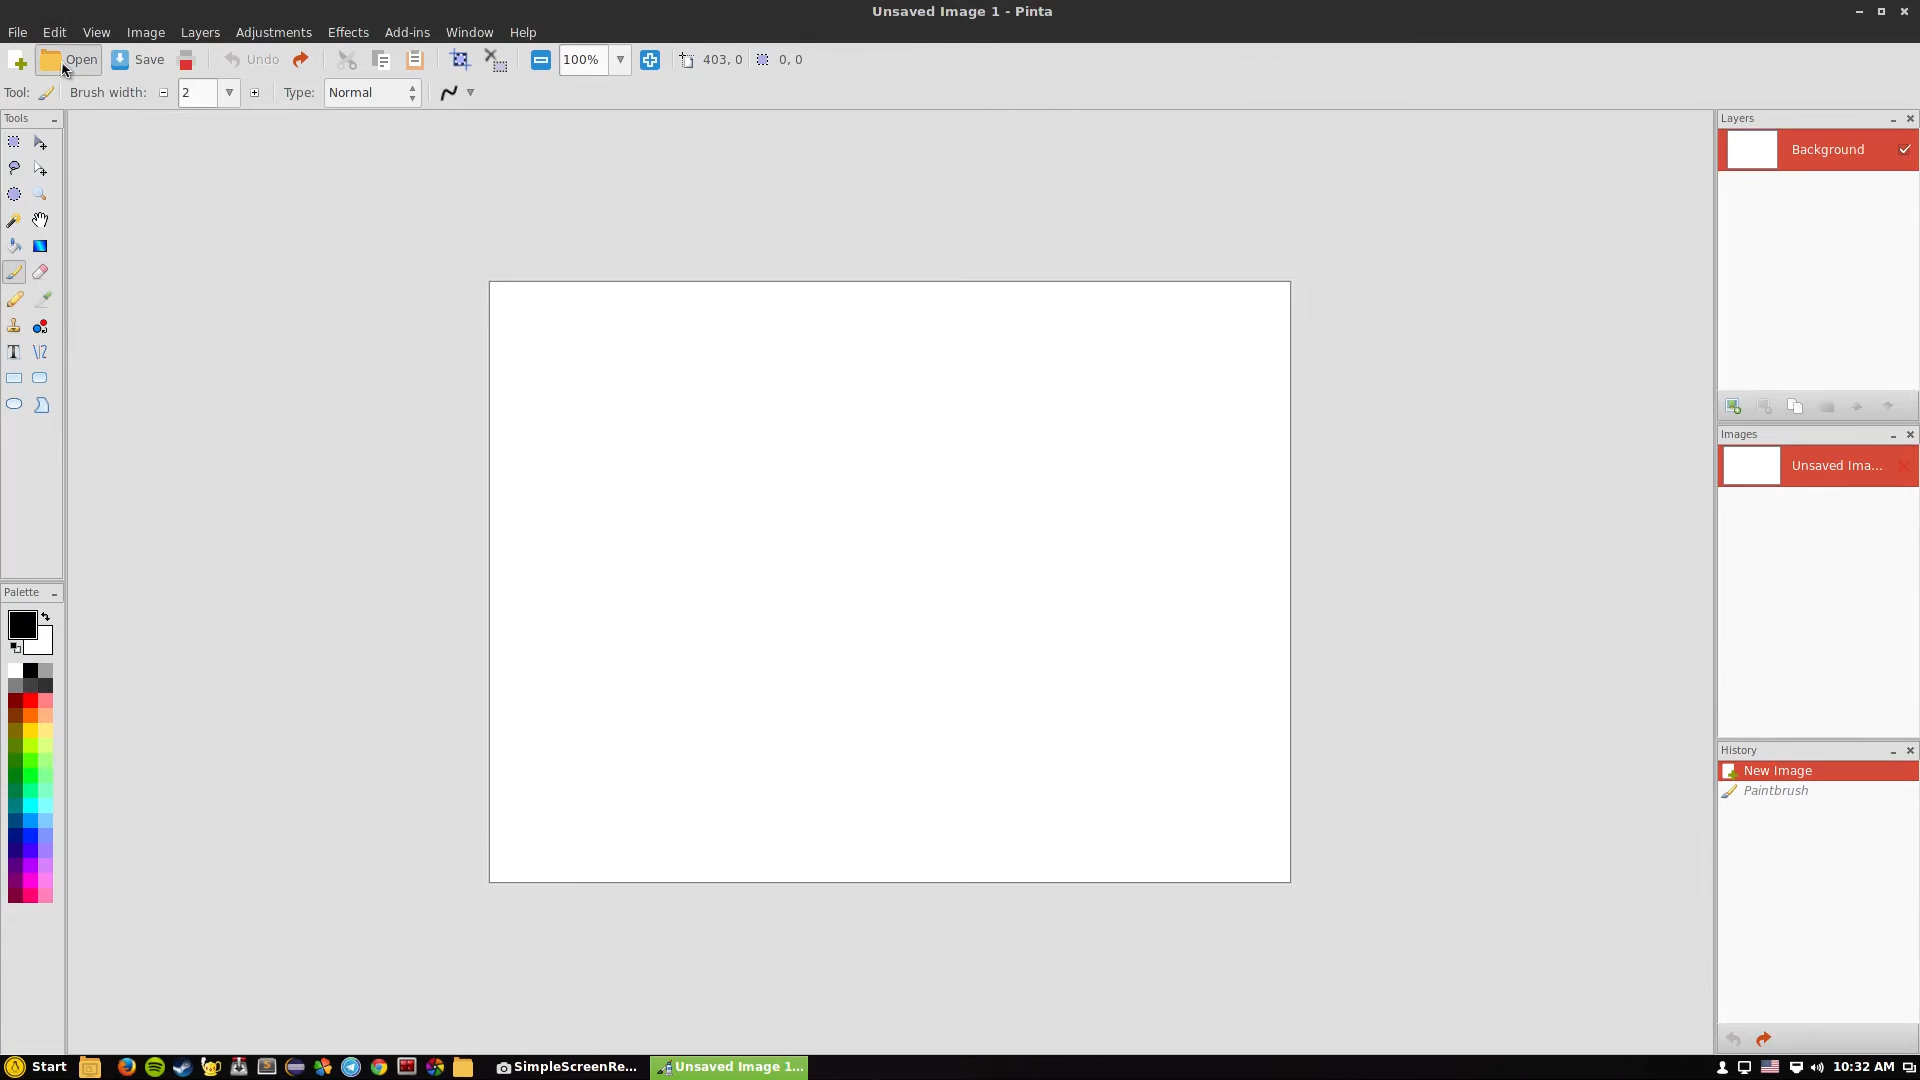 Unsaved Image 1 - Pinta
File Edit View Image Layers Adjustments Effects Add-ins Window Help
Open Save Undo 100% 403, 0 0, 0
Tool: Brush width: 2 Type: Normal
Tools
Layers
Background
Images
Unsaved Ima...
Palette
History
New Image
Paintbrush
Start SimpleScreenRe... Unsaved Image 1... 10:32 AM